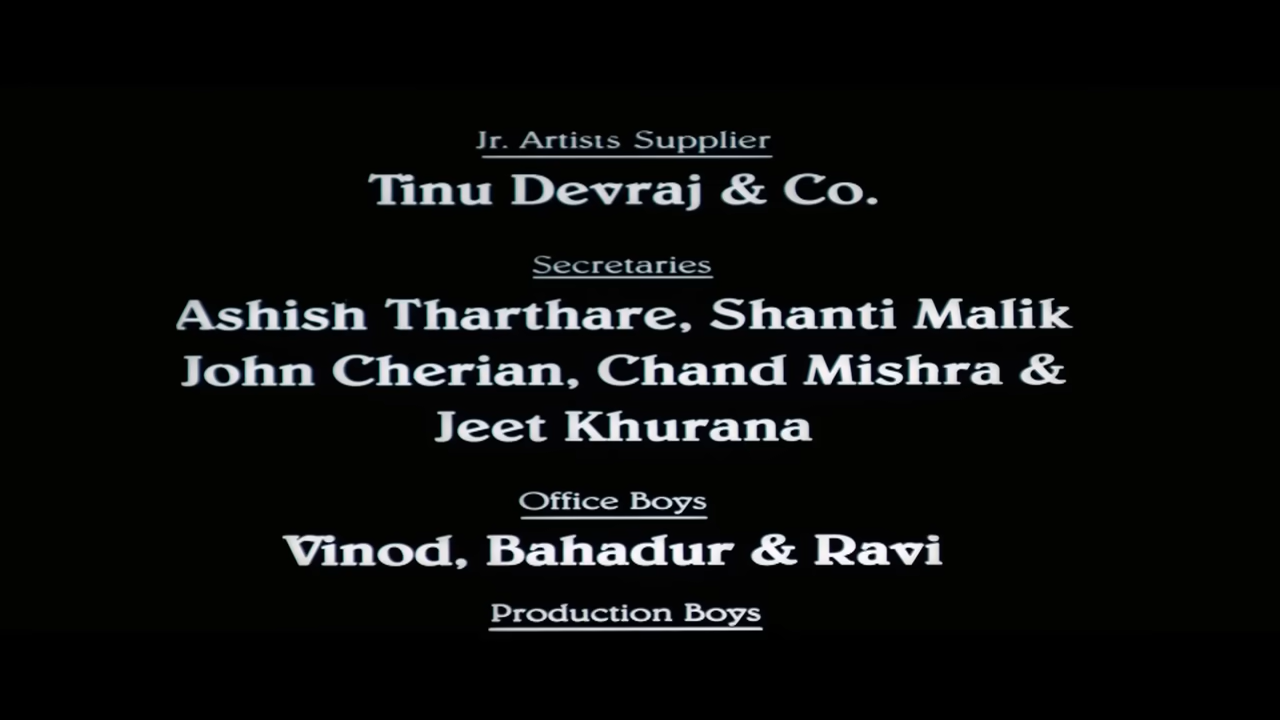 Jr. Artists Supplier
Tinu Devraj & Co.
Secretaries
Ashish Tharthare, Shanti Malik
John Cherian, Chand Mishra &
Jeet Khurana
Office Boys
Vinod, Bahadur & Ravi
Production Boys